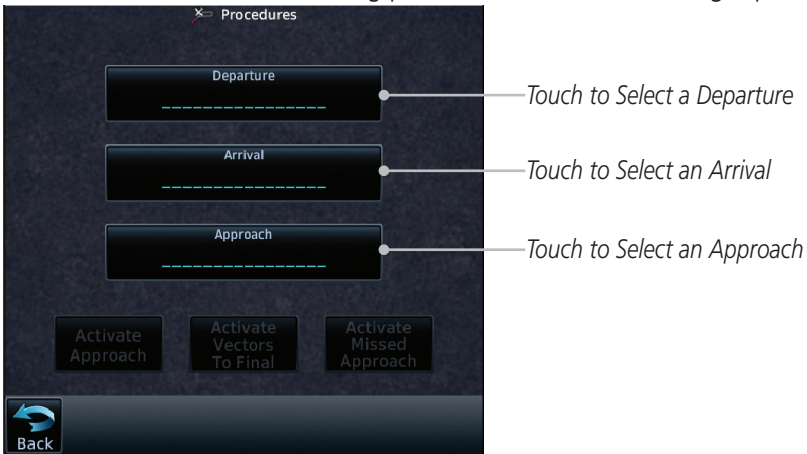 Procedures
Departure
_ _ _ _ _ _ _ _ _ _ _ _ _ _ _ _
Touch to Select a Departure
Arrival
_ _ _ _ _ _ _ _ _ _ _ _ _ _ _ _
Touch to Select an Arrival
Approach
_ _ _ _ _ _ _ _ _ _ _ _ _ _ _ _
Touch to Select an Approach
Activate
Approach
Activate
Vectors
To Final
Activate
Missed
Approach
Back